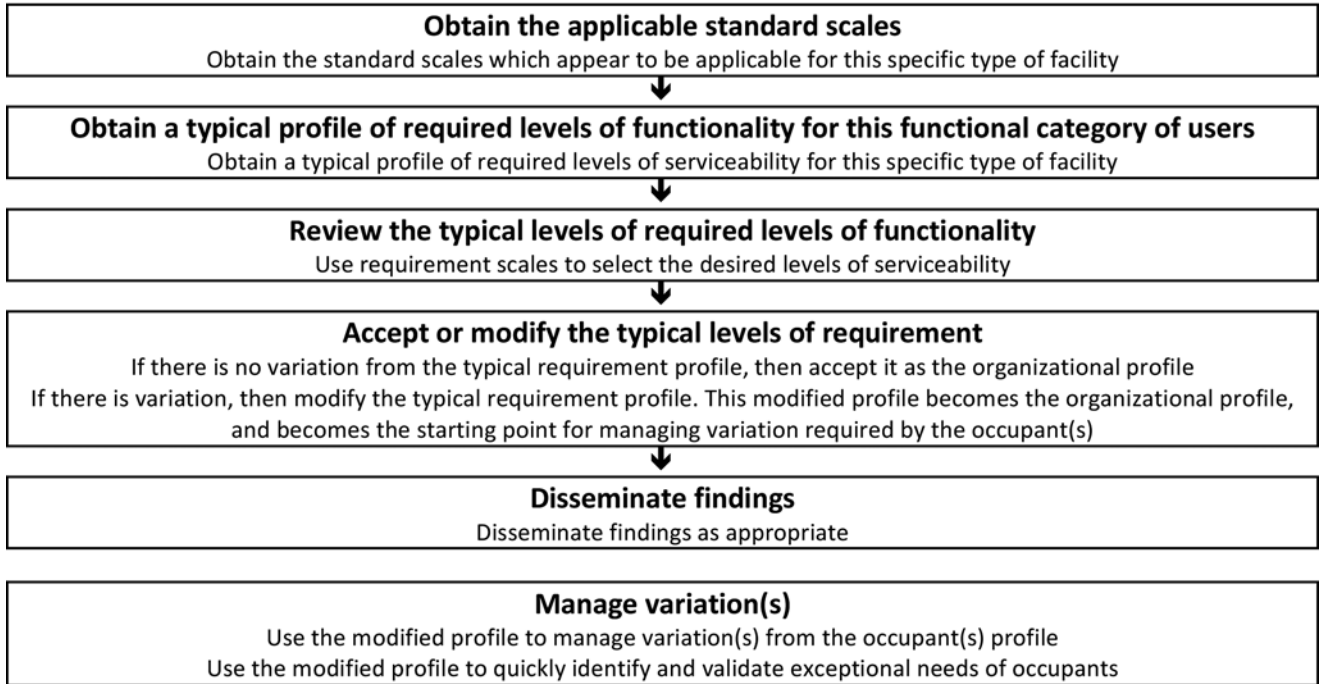 Obtain the applicable standard scales
Obtain the standard scales which appear to be applicable for this specific type of facility
Obtain a typical profile of required levels of functionality for this functional category of users
Obtain a typical profile of required levels of serviceability for this specific type of facility
Review the typical levels of required levels of functionality
Use requirement scales to select the desired levels of serviceability
Accept or modify the typical levels of requirement
If there is no variation from the typical requirement profile, then accept it as the organizational profile
If there is variation, then modify the typical requirement profile. This modified profile becomes the organizational profile,
and becomes the starting point for managing variation required by the occupant(s)
Disseminate findings
Disseminate findings as appropriate
Manage variation(s)
Use the modified profile to manage variation(s) from the occupant(s) profile
Use the modified profile to quickly identify and validate exceptional needs of occupants